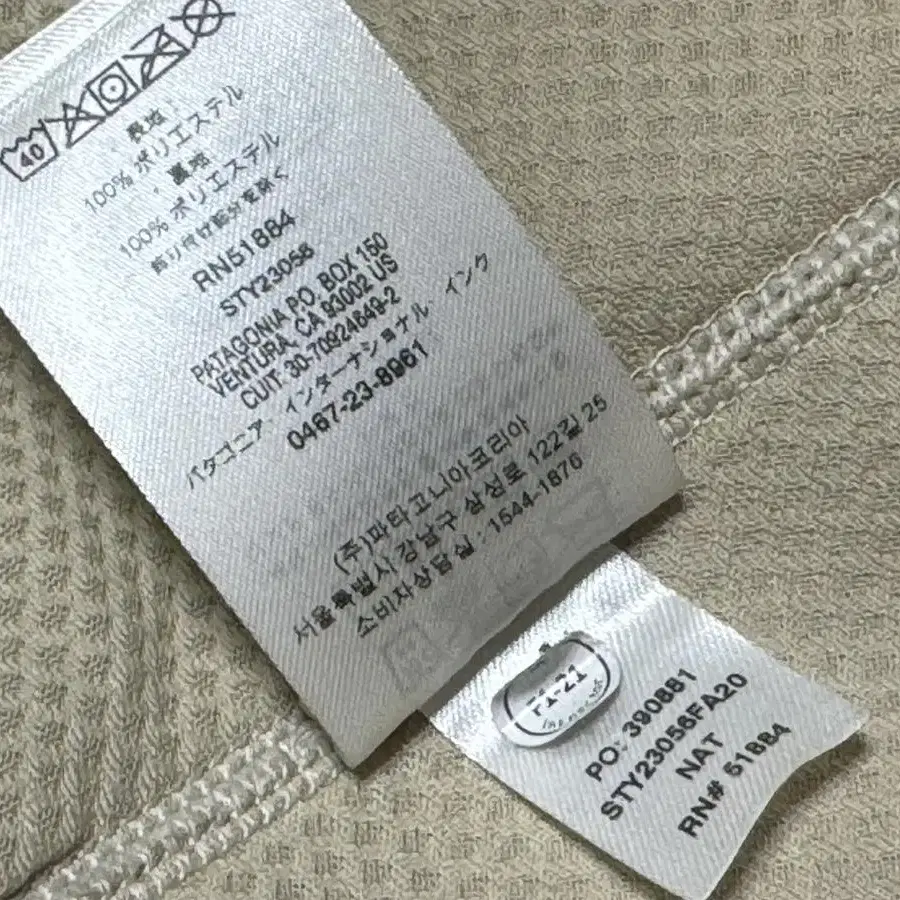 40
表地:
100% ポリエステル
裏地:
100% ポリエステル
飾り付け部分を除く
RN51884
STY23056
PATAGONIA P.O. BOX 150
VENTURA, CA 93002 US
CUIT: 30-70924649-2
パタゴニア・インターナショナル・インク
0467-23-8961
(주)파타고니아코리아
서울특별시 강남구 삼성로 122길 25
소비자상담실 : 1544-1876
F1-21
PO: 390881
STY23056FA20
NAT
RN# 51884